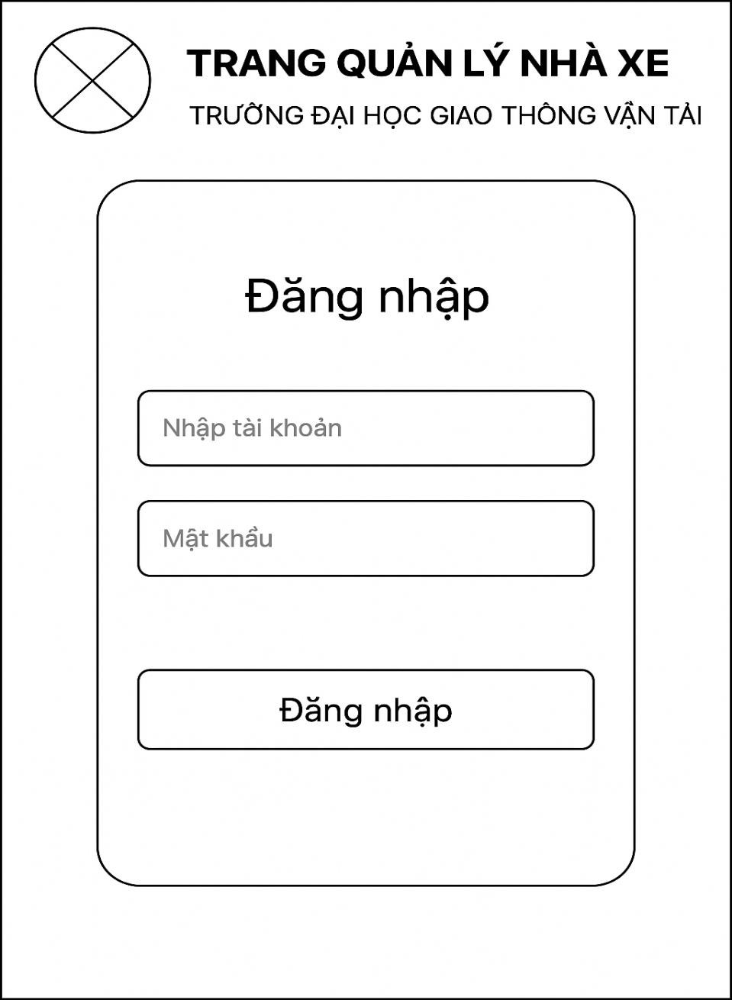 TRANG QUẢN LÝ NHÀ XE
TRƯỜNG ĐẠI HỌC GIAO THÔNG VẬN TẢI
Đăng nhập
Nhập tài khoản
Mật khẩu
Đăng nhập